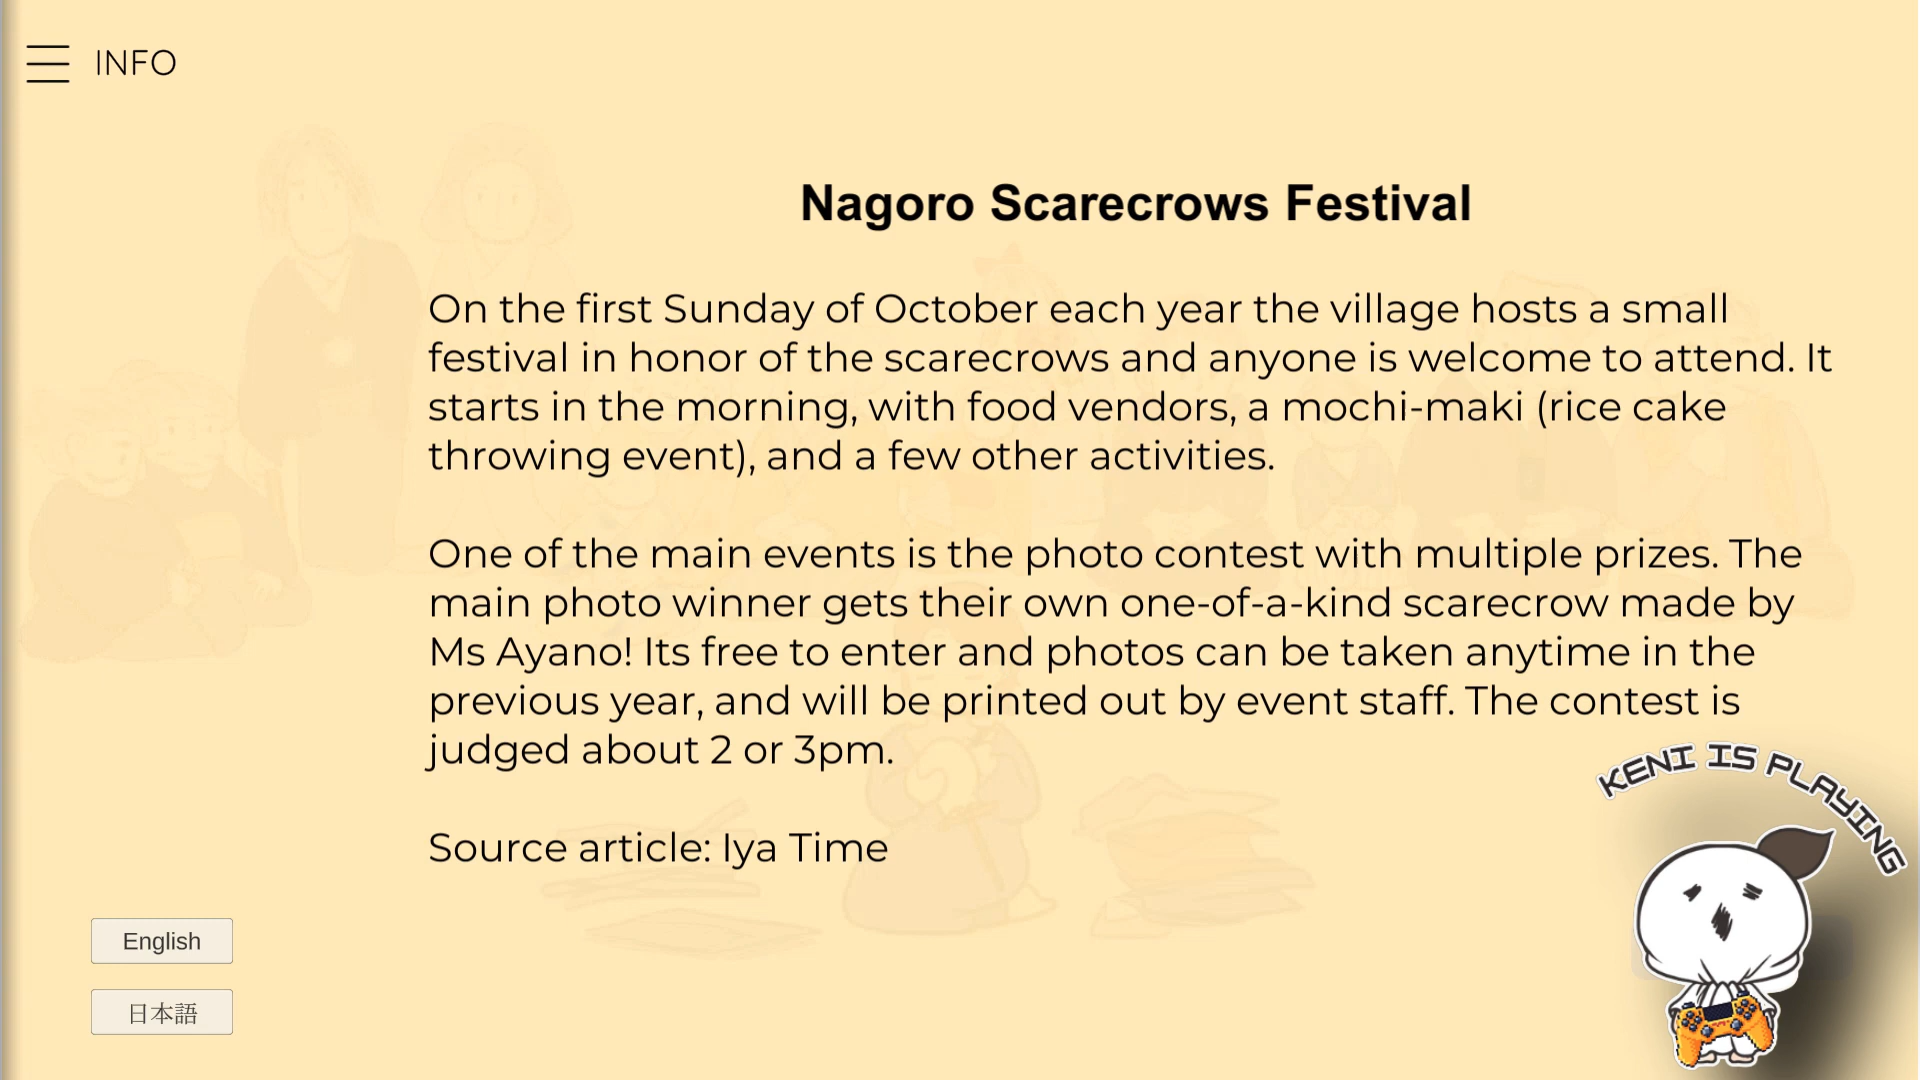 INFO
Nagoro Scarecrows Festival
On the first Sunday of October each year the village hosts a small
festival in honor of the scarecrows and anyone is welcome to attend. It
starts in the morning, with food vendors, a mochi-maki (rice cake
throwing event), and a few other activities.
One of the main events is the photo contest with multiple prizes. The
main photo winner gets their own one-of-a-kind scarecrow made by
Ms Ayano! Its free to enter and photos can be taken anytime in the
previous year, and will be printed out by event staff. The contest is
judged about 2 or 3pm.
Source article: Iya Time
KENI IS PLAYING
English
日本語